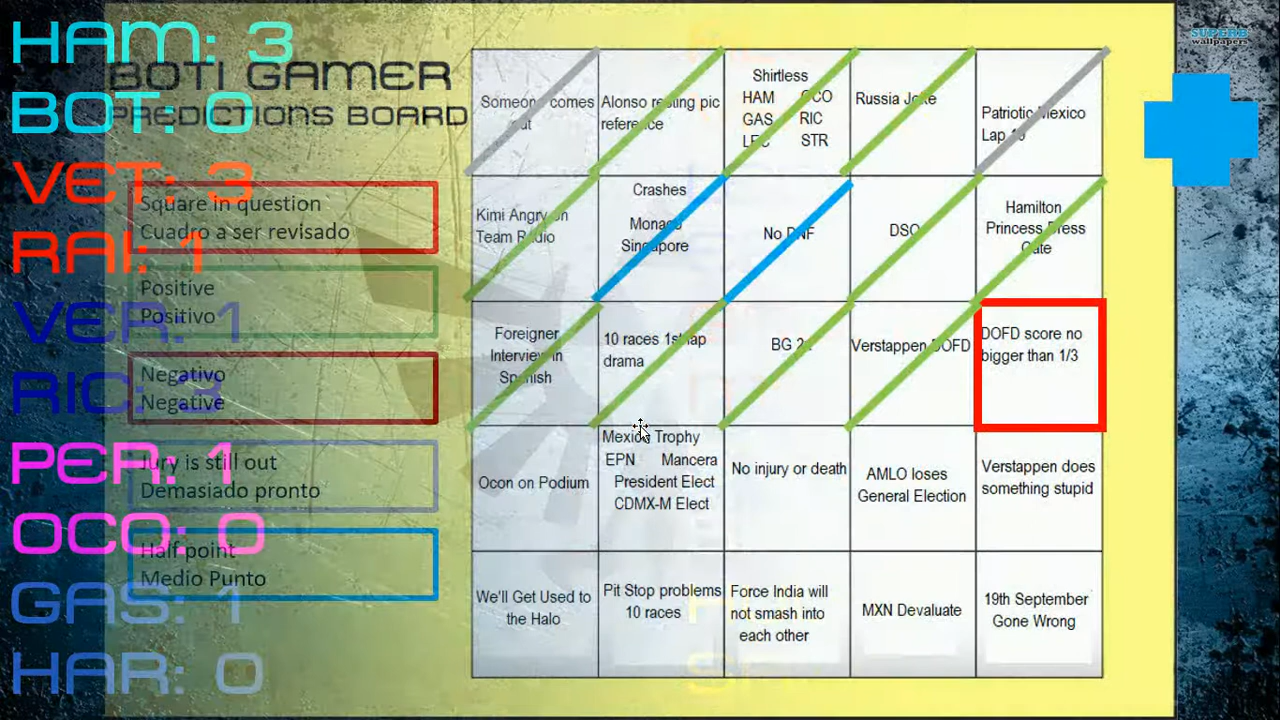 HAM: 3
BOT: 0
VET: 3
RAI: 1
VER: 1
RIC: 3
PER: 1
OCO: 0
GAS: 1
HAR: 0
BOTI GAMER
PREDICTIONS BOARD
Square in question
Cuadro a ser revisado
Positive
Positivo
Negativo
Negative
Jury is still out
Demasiado pronto
Half point
Medio Punto
Someone comes
out
Alonso resting pic
reference
Shirtless
HAM OCO
GAS RIC
LEC STR
Russia Joke
Patriotic Mexico
Lap 19
Kimi Angry on
Team Radio
Crashes
Monaco
Singapore
No DNF
DSQ
Hamilton
Princess Dress
Gate
Foreigner
Interview in
Spanish
10 races 1st lap
drama
BG 2
Verstappen DOFD
DOFD score no
bigger than 1/3
Ocon on Podium
Mexico Trophy
EPN Mancera
President Elect
CDMX-M Elect
No injury or death
AMLO loses
General Election
Verstappen does
something stupid
We'll Get Used to
the Halo
Pit Stop problems
10 races
Force India will
not smash into
each other
MXN Devaluate
19th September
Gone Wrong
SUPERB
wallpapers